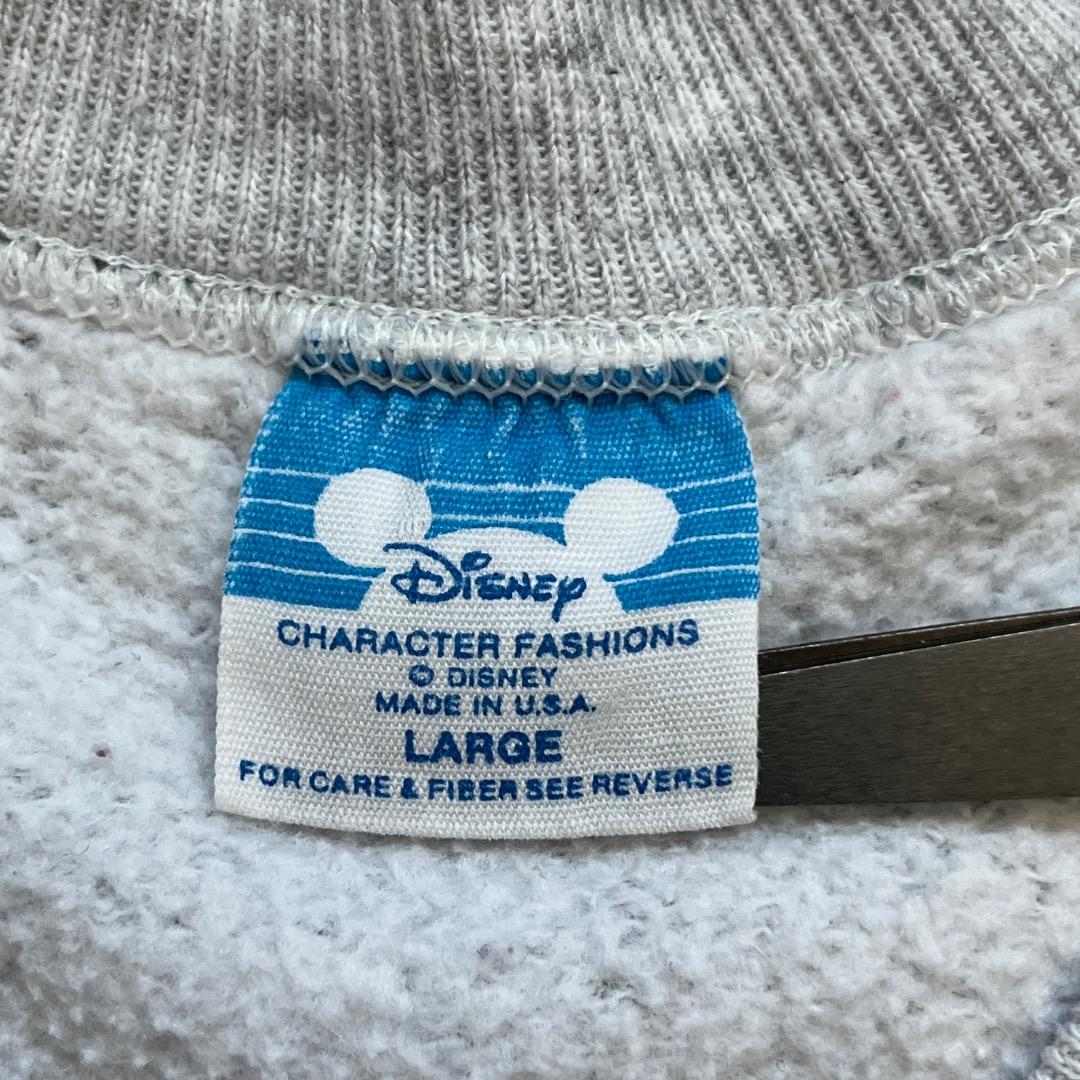 Disney
CHARACTER FASHIONS
© DISNEY
MADE IN U.S.A.
LARGE
FOR CARE & FIBER SEE REVERSE